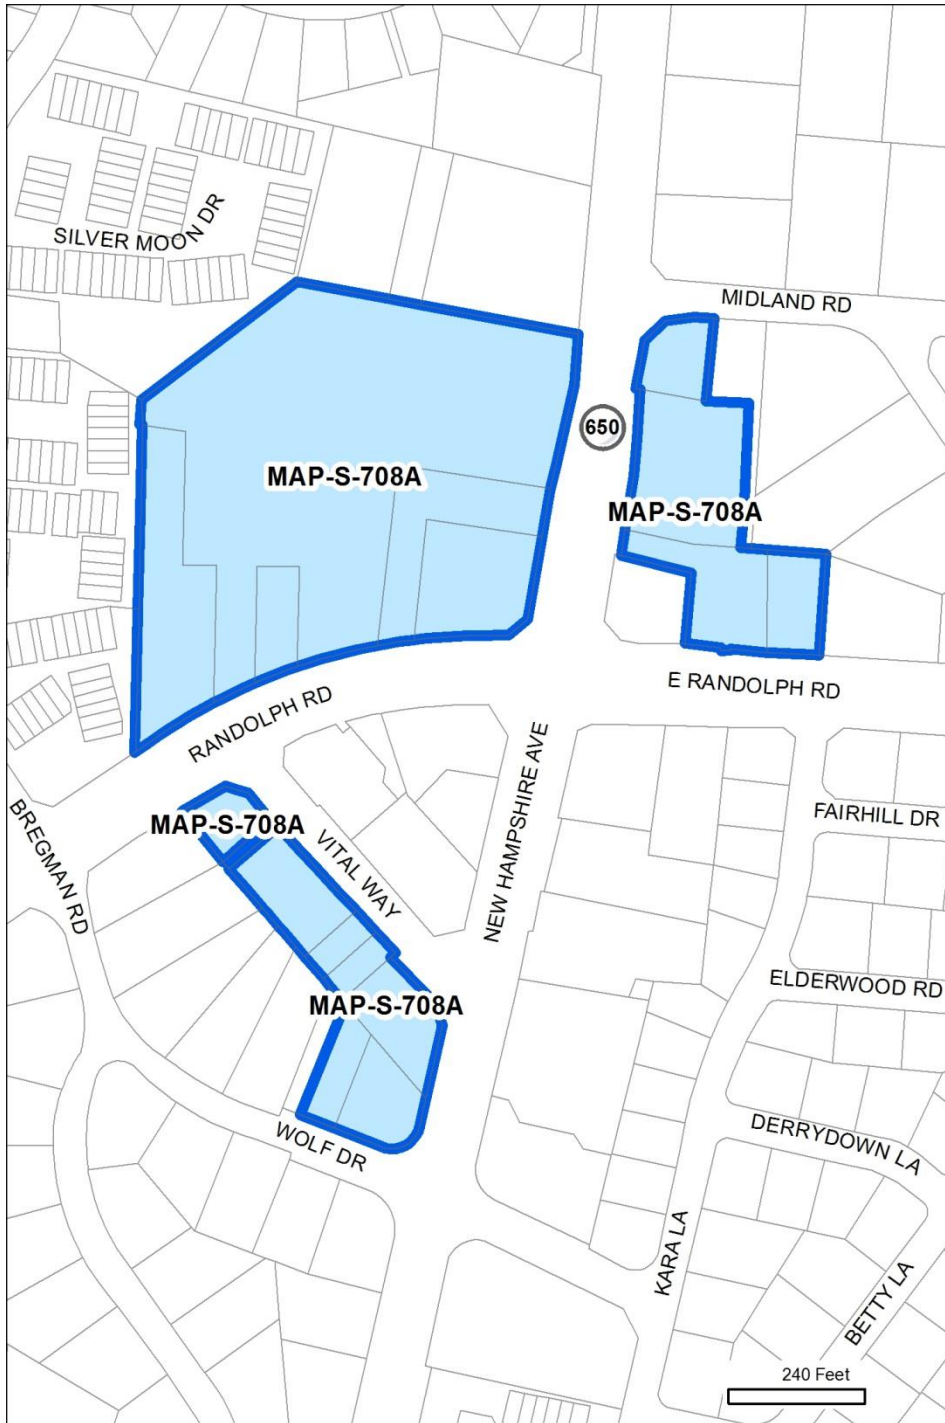 SILVER MOON DR
MIDLAND RD
650
MAP-S-708A
MAP-S-708A
E RANDOLPH RD
RANDOLPH RD
NEW HAMPSHIRE AVE
BREGMAN RD
MAP-S-708A
VITAL WAY
FAIRHILL DR
ELDERWOOD RD
MAP-S-708A
WOLF DR
DERRYDOWN LA
KARA LA
BETTY LA
240 Feet